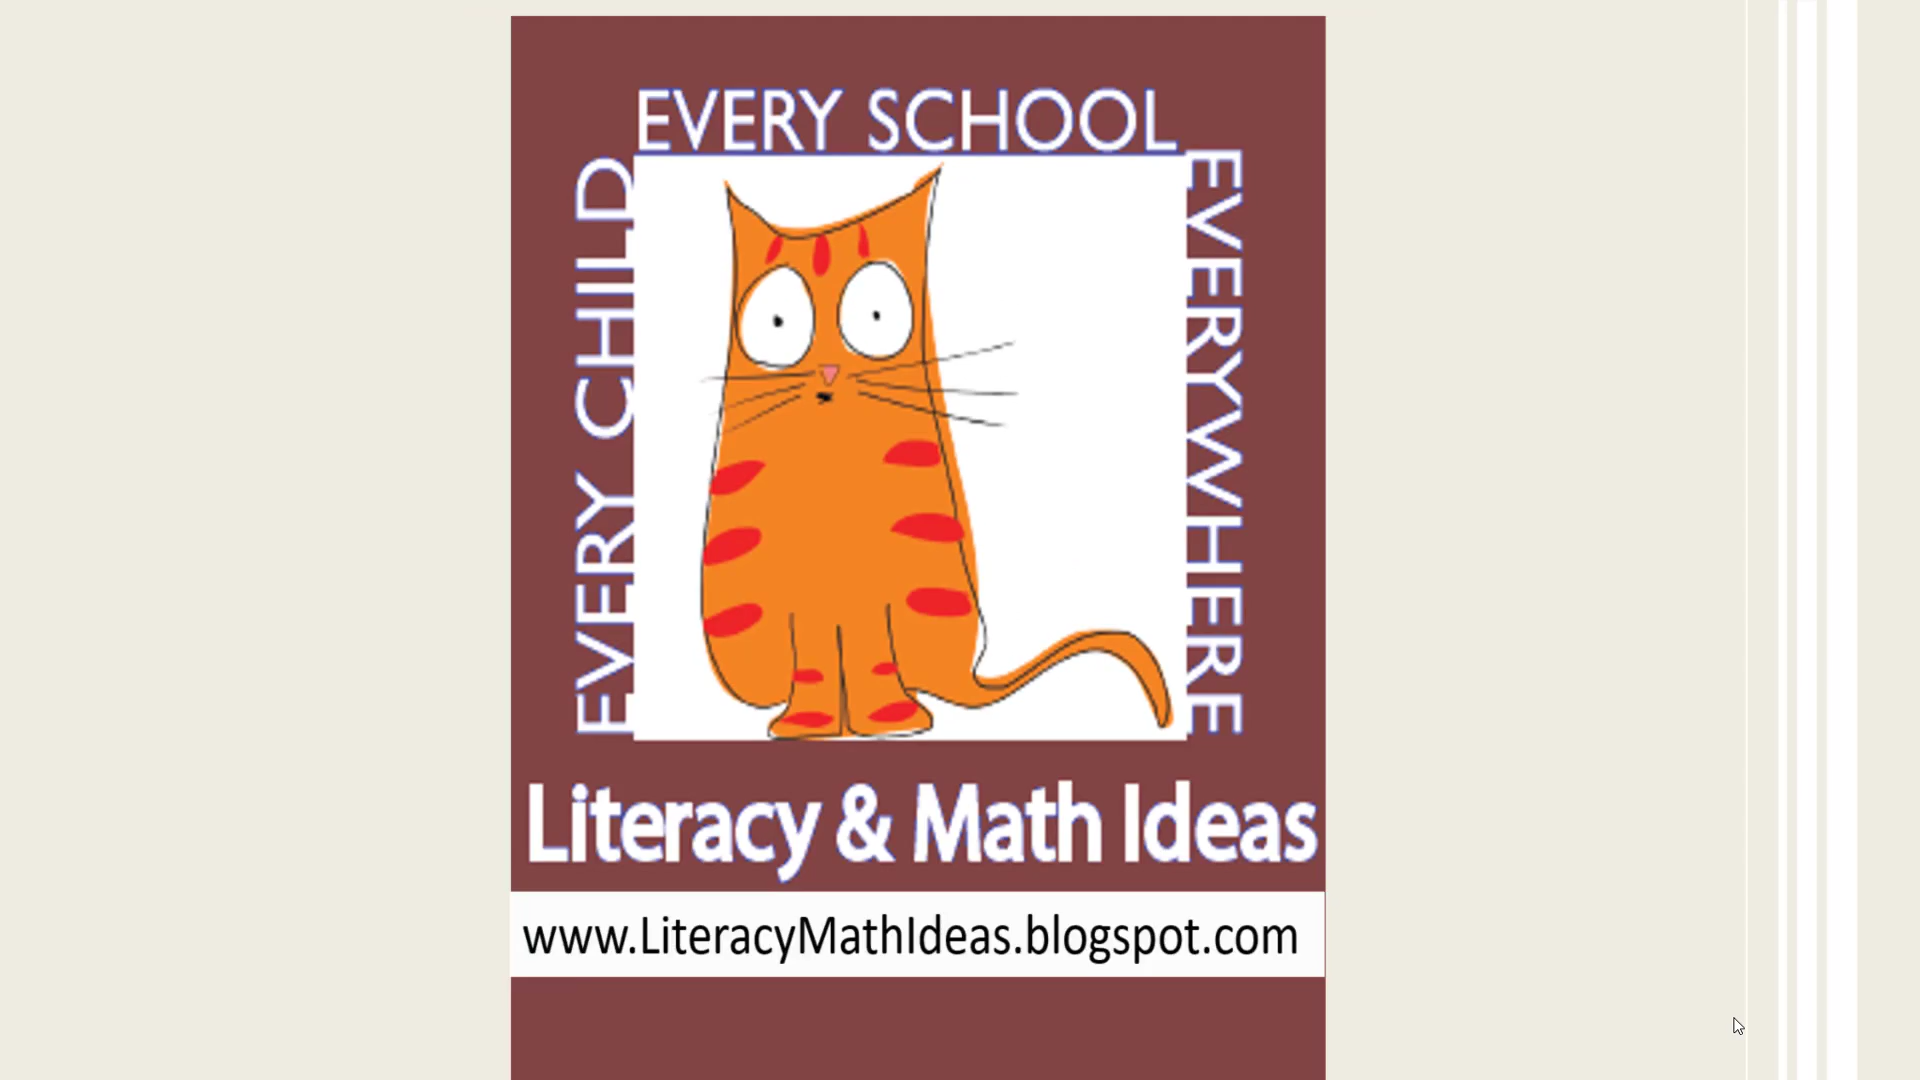 EVERY CHILD
EVERY SCHOOL
EVERYWHERE
Literacy & Math Ideas
www.LiteracyMathIdeas.blogspot.com